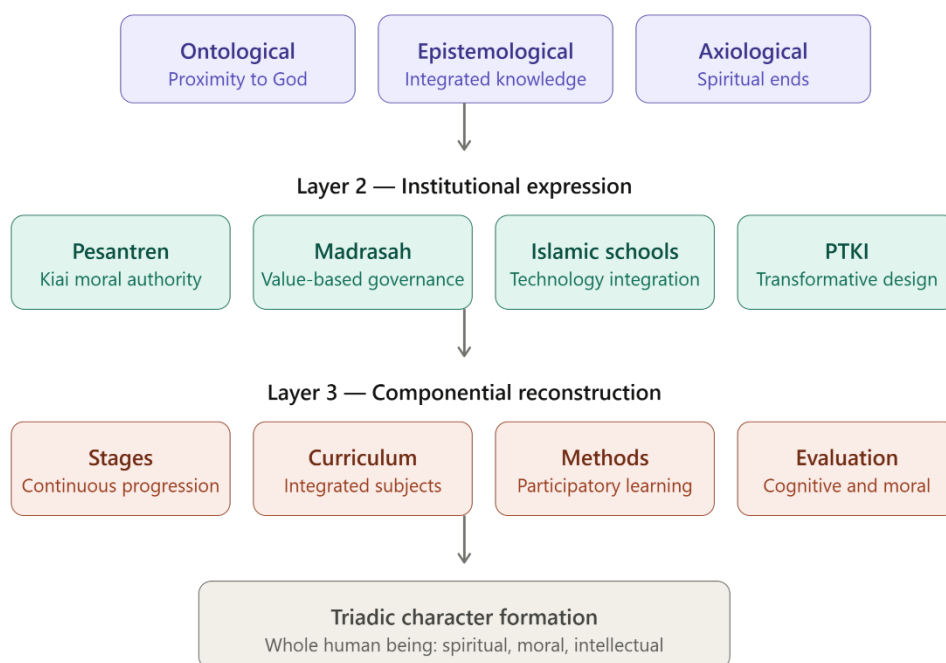 Ontological
Proximity to God
Epistemological
Integrated knowledge
Axiological
Spiritual ends
Layer 2 — Institutional expression
Pesantren
Kiai moral authority
Madrasah
Value-based governance
Islamic schools
Technology integration
PTKI
Transformative design
Layer 3 — Componential reconstruction
Stages
Continuous progression
Curriculum
Integrated subjects
Methods
Participatory learning
Evaluation
Cognitive and moral
Triadic character formation
Whole human being: spiritual, moral, intellectual